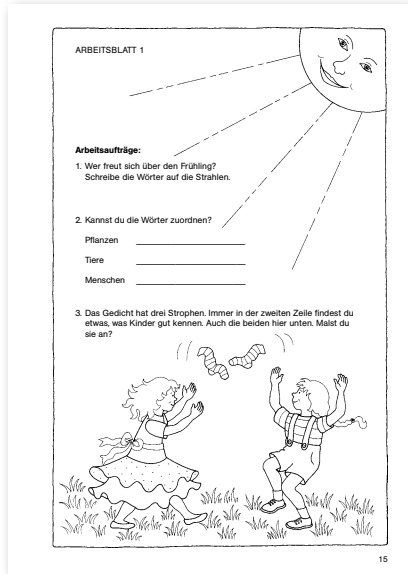 ARBEITSBLATT 1
Arbeitsaufträge:
1. Wer freut sich über den Frühling?
Schreibe die Wörter auf die Strahlen.
2. Kannst du die Wörter zuordnen?
Pflanzen
Tiere
Menschen
3. Das Gedicht hat drei Strophen. Immer in der zweiten Zeile findest du
etwas, was Kinder gut kennen. Auch die beiden hier unten. Malst du
sie an?
15